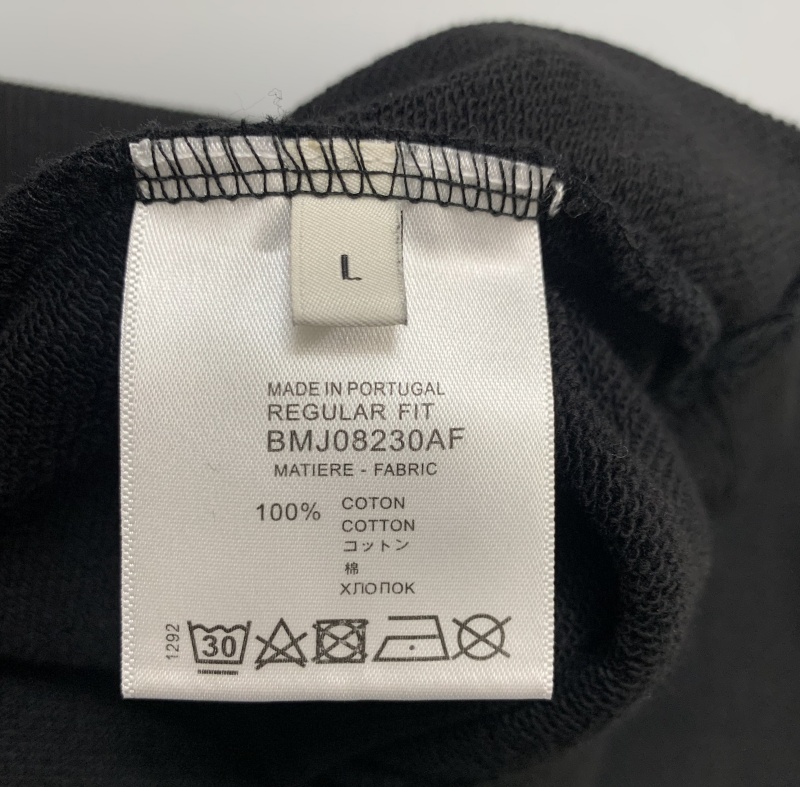 L
MADE IN PORTUGAL
REGULAR FIT
BMJ08230AF
MATIERE - FABRIC
100% COTON
COTTON
コットン
棉
ХЛОПОК
1292
30